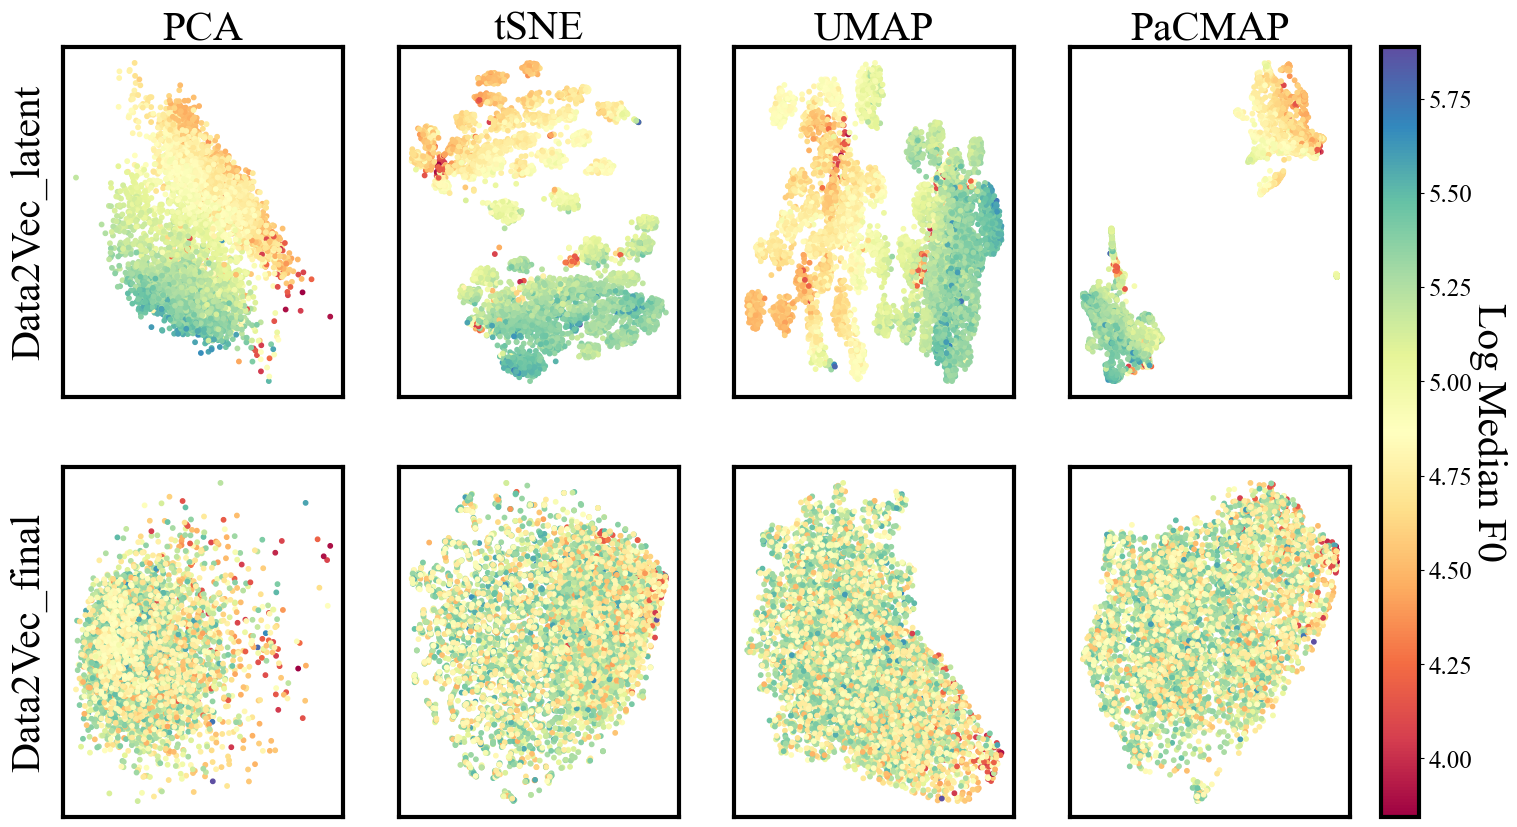 PCA
tSNE
UMAP
PaCMAP
Data2Vec_latent
Data2Vec_final
5.75
5.50
5.25
5.00
4.75
4.50
4.25
4.00
Log Median F0